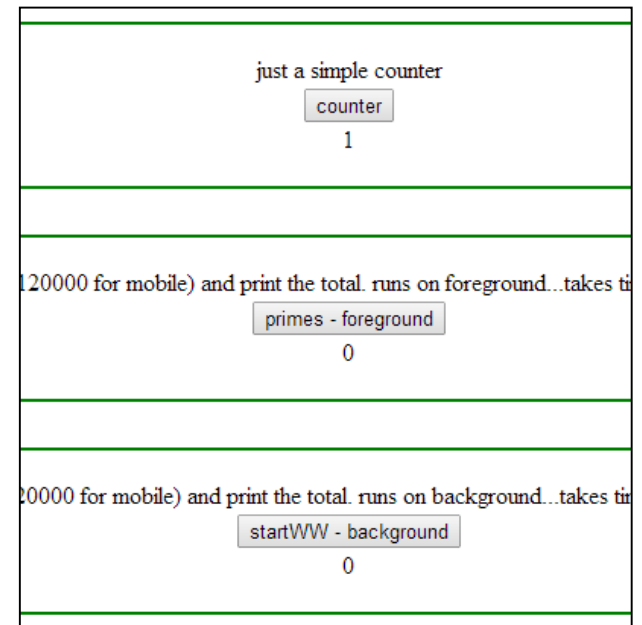 just a simple counter
counter
1
120000 for mobile) and print the total. runs on foreground...takes
primes - foreground
0
20000 for mobile) and print the total. runs on background...takes
startWW - background
0